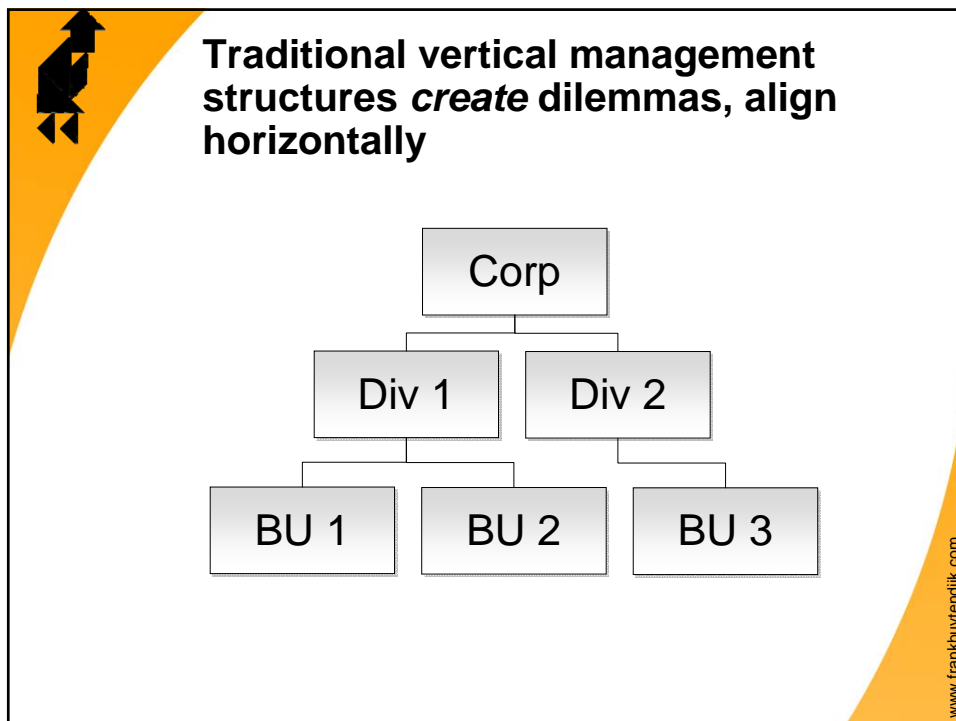 Traditional vertical management
structures create dilemmas, align
horizontally
Corp
Div 1
Div 2
BU 1
BU 2
BU 3
www.frankbuytendijk.com